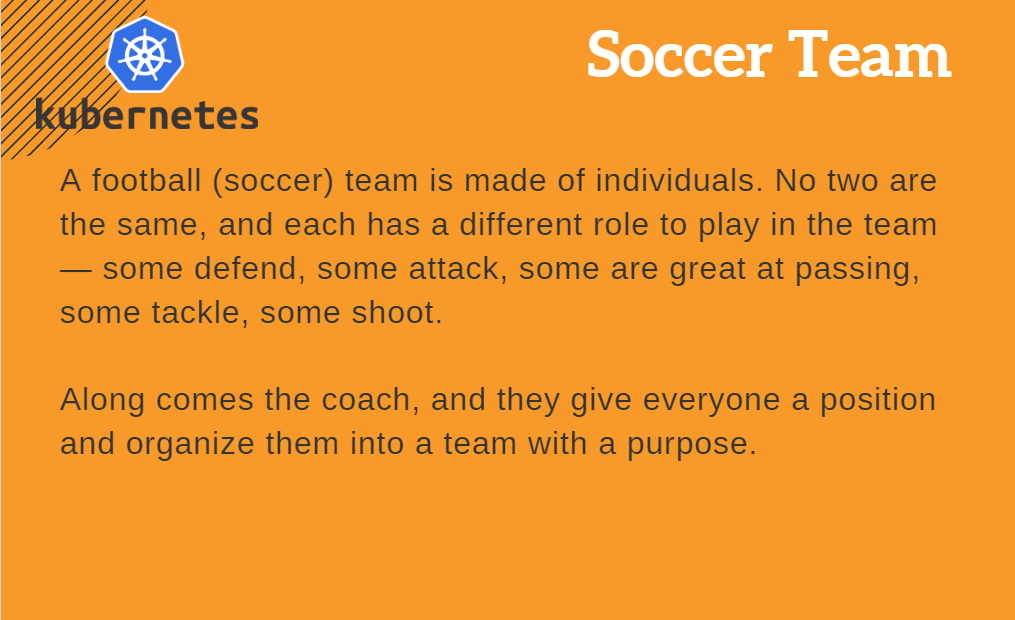 Soccer Team
kubernetes
A football (soccer) team is made of individuals. No two are
the same, and each has a different role to play in the team
— some defend, some attack, some are great at passing,
some tackle, some shoot.
Along comes the coach, and they give everyone a position
and organize them into a team with a purpose.